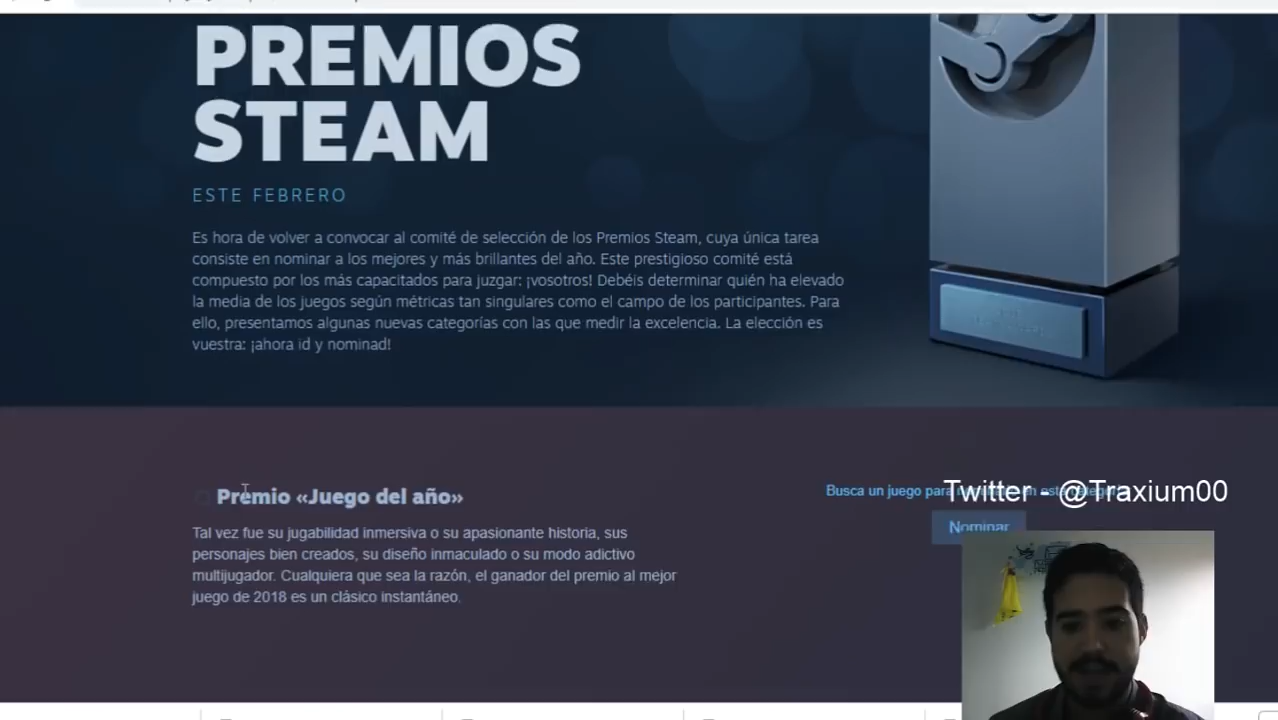 PREMIOS
STEAM
ESTE FEBRERO
Es hora de volver a convocar al comité de selección de los Premios Steam, cuya única tarea
consiste en nominar a los mejores y más brillantes del año. Este prestigioso comité está
compuesto por los más capacitados para juzgar: ¡vosotros! Debéis determinar quién ha elevado
la media de los juegos según métricas tan singulares como el campo de los participantes. Para
ello, presentamos algunas nuevas categorías con las que medir la excelencia. La elección es
vuestra: ¡ahora id y nominad!
Premio «Juego del año»
Tal vez fue su jugabilidad inmersiva o su apasionante historia, sus
personajes bien creados, su diseño inmaculado o su modo adictivo
multijugador. Cualquiera que sea la razón, el ganador del premio al mejor
juego de 2018 es un clásico instantáneo.
Busca un juego para
Twitter - @Traxium00
Nominar